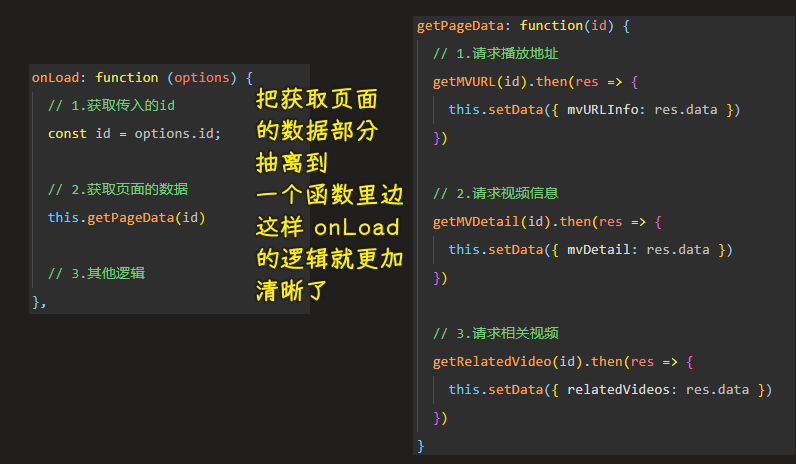 onLoad: function (options) {
// 1.获取传入的id
const id = options.id;
// 2.获取页面的数据
this.getPageData(id)
// 3.其他逻辑
},
把获取页面
的数据部分
抽离到
一个函数里边
这样 onLoad
的逻辑就更加
清晰了
getPageData: function(id) {
// 1.请求播放地址
getMVURL(id).then(res => {
this.setData({ mvURLInfo: res.data })
})
// 2.请求视频信息
getMVDetail(id).then(res => {
this.setData({ mvDetail: res.data })
})
// 3.请求相关视频
getRelatedVideo(id).then(res => {
this.setData({ relatedVideos: res.data })
})
}